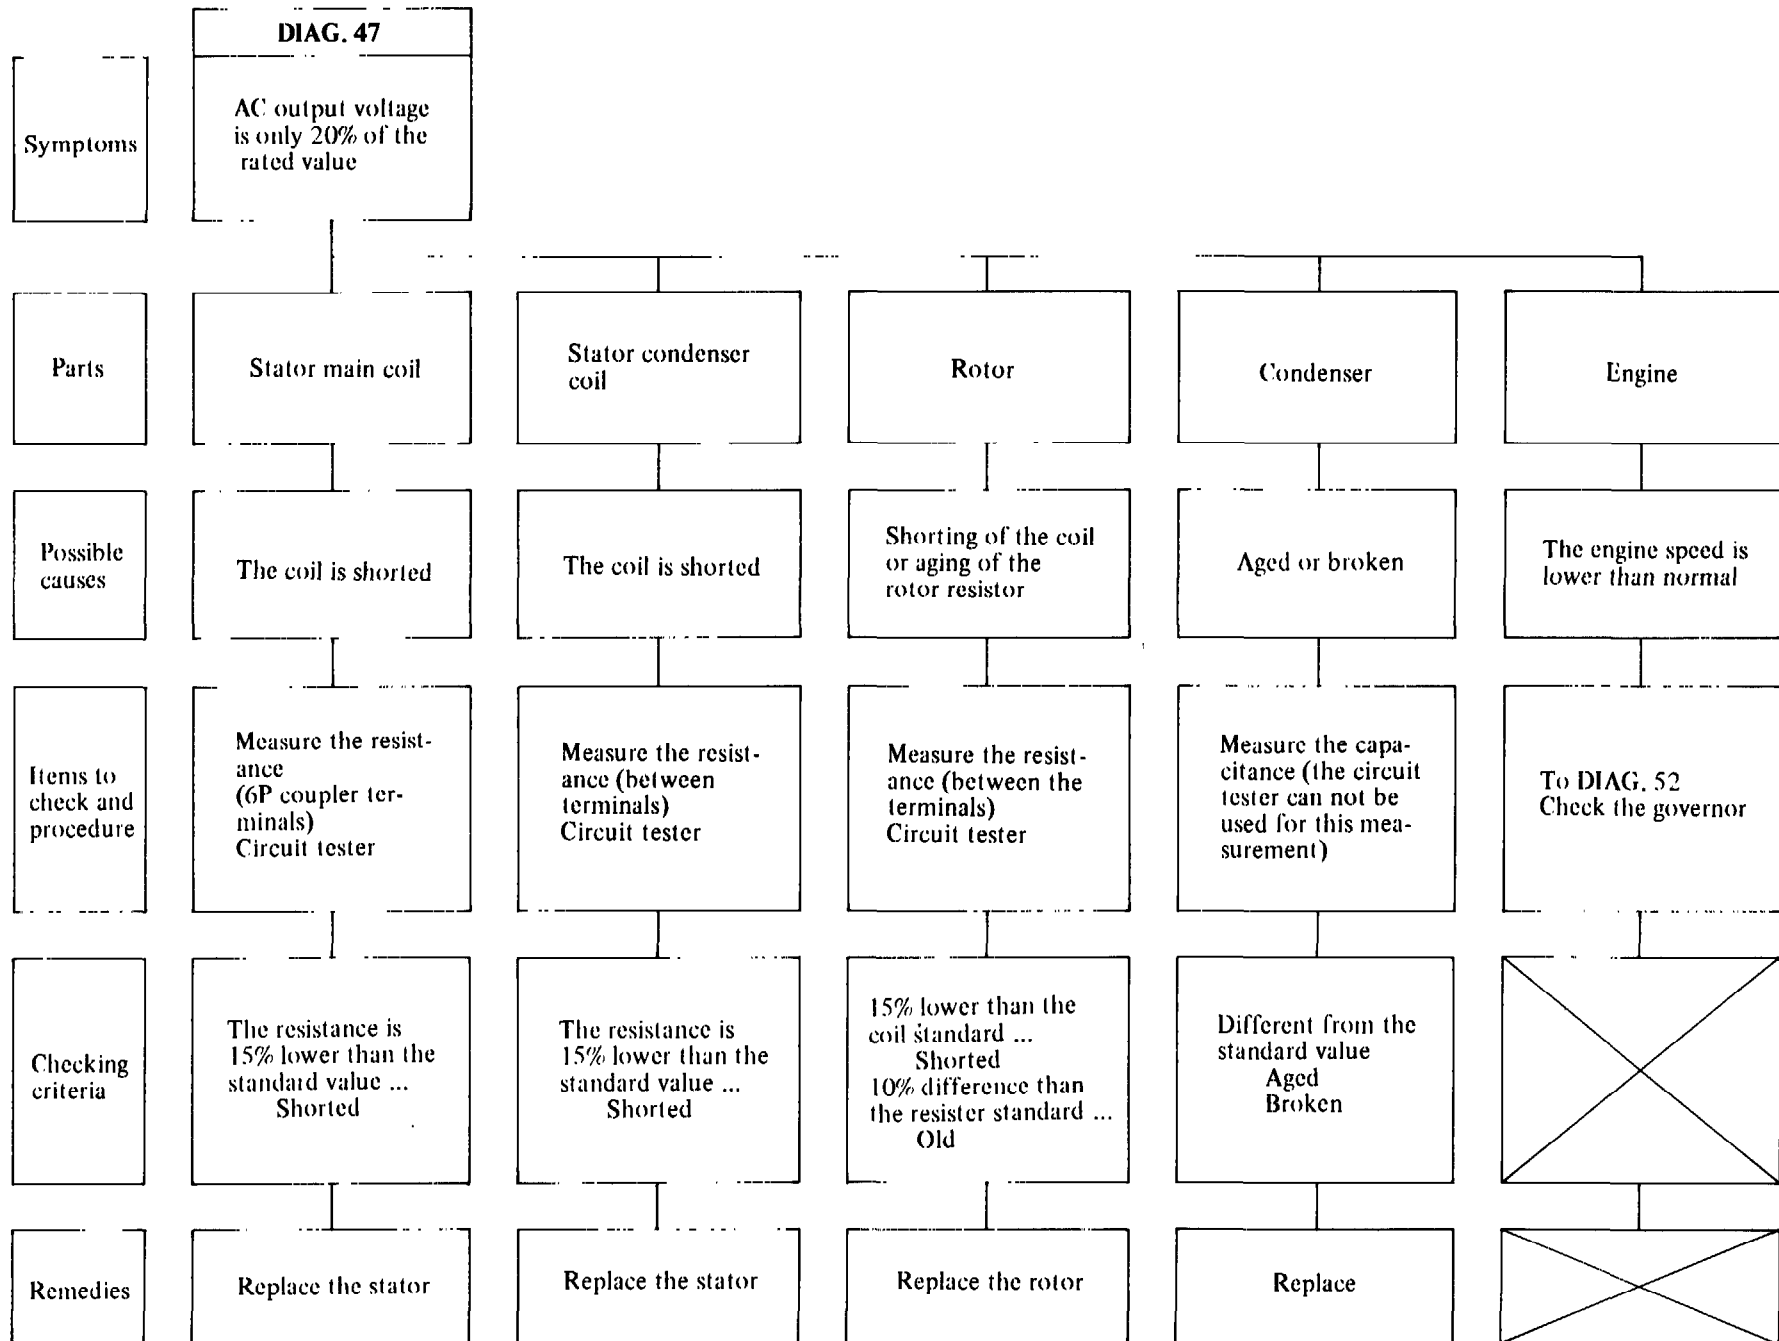 DIAG. 47
Symptoms
AC output voltage
is only 20% of the
rated value
Parts
Stator main coil
Stator condenser
coil
Rotor
Condenser
Engine
Possible
causes
The coil is shorted
The coil is shorted
Shorting of the coil
or aging of the
rotor resistor
Aged or broken
The engine speed is
lower than normal
Items to
check and
procedure
Measure the resist-
ance
(6P coupler ter-
minals)
Circuit tester
Measure the resist-
ance (between
terminals)
Circuit tester
Measure the resist-
ance (between the
terminals)
Circuit tester
Measure the capa-
citance (the circuit
tester can not be
used for this mea-
surement)
To DIAG. 52
Check the governor
Checking
criteria
The resistance is
15% lower than the
standard value ...
Shorted
The resistance is
15% lower than the
standard value ...
Shorted
15% lower than the
coil standard ...
Shorted
10% difference than
the resister standard ...
Old
Different from the
standard value
Aged
Broken
Remedies
Replace the stator
Replace the stator
Replace the rotor
Replace